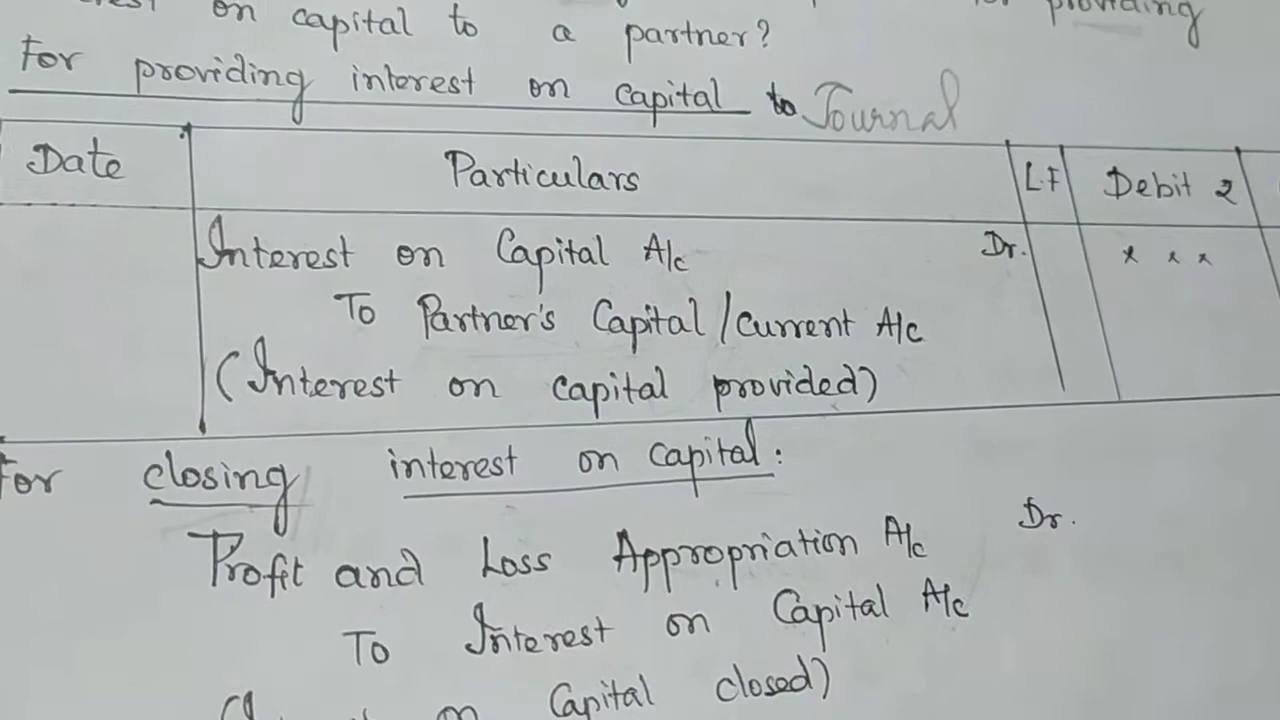 on capital to a partner? for providing
For providing interest on capital to Journal
Date Particulars L.F Debit ₹
Interest on Capital A/c Dr. x x x
To Partner's Capital/current A/c
(Interest on capital provided)
For closing interest on capital:
Profit and Loss Appropriation A/c Dr.
To Interest on Capital A/c
on Capital closed)